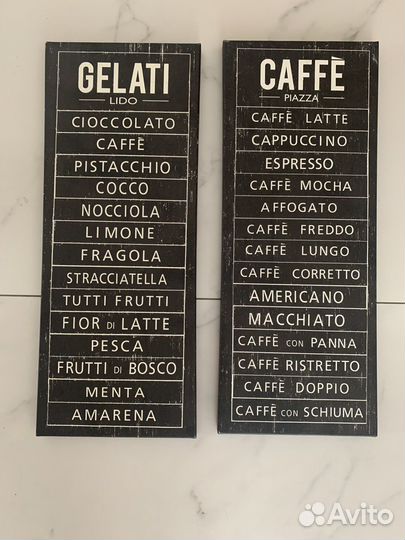 GELATI
LIDO
CIOCCOLATO
CAFFÈ
PISTACCHIO
COCCO
NOCCIOLA
LIMONE
FRAGOLA
STRACCIATELLA
TUTTI FRUTTI
FIOR DI LATTE
PESCA
FRUTTI DI BOSCO
MENTA
AMARENA
CAFFÈ
PIAZZA
CAFFÈ LATTE
CAPPUCCINO
ESPRESSO
CAFFÈ MOCHA
AFFOGATO
CAFFÈ FREDDO
CAFFÈ LUNGO
CAFFÈ CORRETTO
AMERICANO
MACCHIATO
CAFFÈ CON PANNA
CAFFÈ RISTRETTO
CAFFÈ DOPPIO
CAFFÈ CON SCHIUMA
Avito